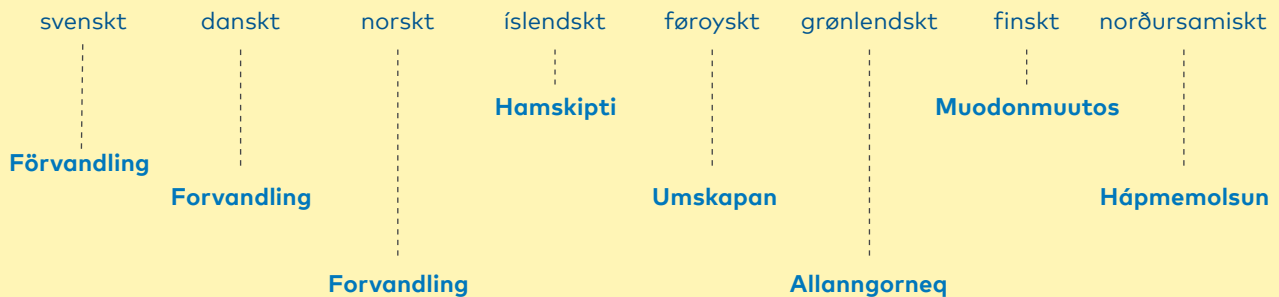 svenskt danskt norskt íslendskt føroyskt grønlendskt finskt norðursamiskt
Hamskipti Muodonmuutos
Förvandling
Forvandling Umskapan Hápmemolsun
Forvandling Allanngorneq